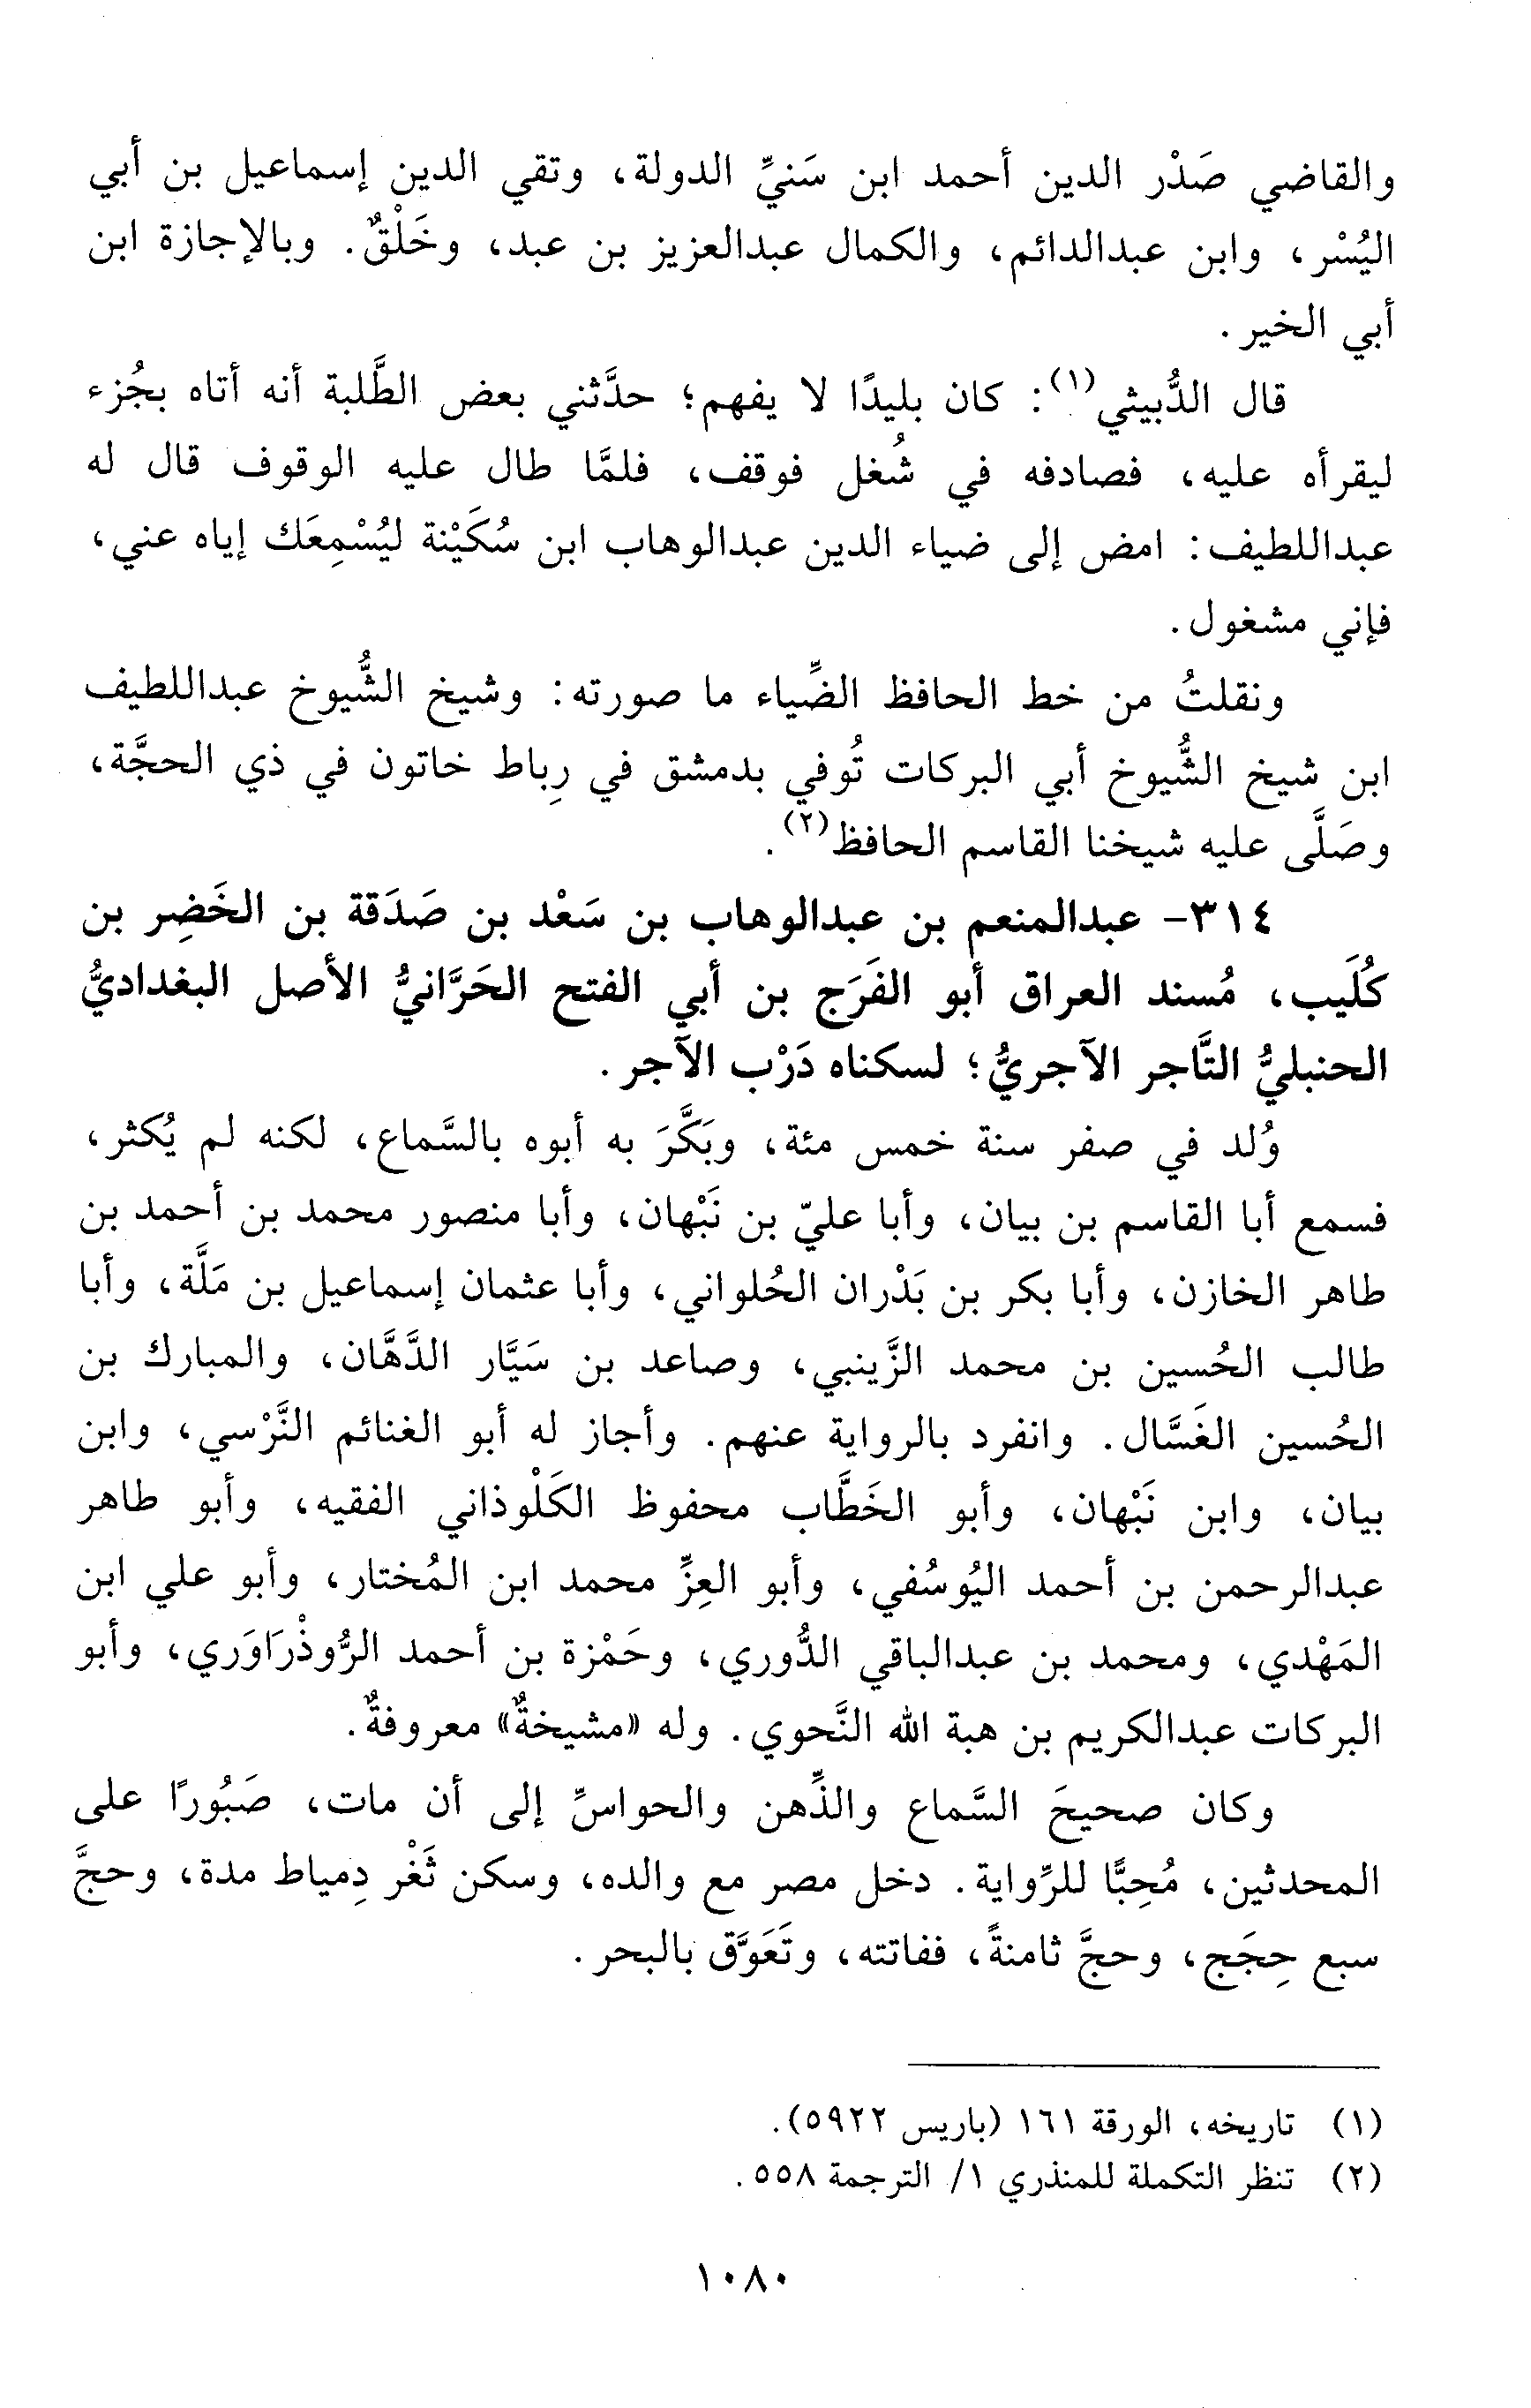 والقاضي صَدْر الدين أحمد ابن سَنيِّ الدولة، وتقي الدين إسماعيل بن أبي
اليُسْر، وابن عبدالدائم، والكمال عبدالعزيز بن عبد، وخَلْقٌ. وبالإجازة ابن
أبي الخير.
قال الدُّبيثي(١): كان بليدًا لا يفهم؛ حدَّثني بعض الطَّلبة أنه أتاه بجُزء
ليقرأه عليه، فصادفه في شُغل فوقف، فلمَّا طال عليه الوقوف قال له
عبداللطيف: امض إلى ضياء الدين عبدالوهاب ابن سُكَيْنة ليُسْمِعَك إياه عني،
فإني مشغول.
ونقلتُ من خط الحافظ الضِّياء ما صورته: وشيخ الشُّيوخ عبداللطيف
ابن شيخ الشُّيوخ أبي البركات تُوفي بدمشق في رِباط خاتون في ذي الحجَّة،
وصَلَّى عليه شيخنا القاسم الحافظ(٢).
٣١٤- عبدالمنعم بن عبدالوهاب بن سَعْد بن صَدَقة بن الخَضِر بن
كُلَيب، مُسند العراق أبو الفَرَج بن أبي الفتح الحَرَّانيُّ الأصل البغداديُّ
الحنبليُّ التَّاجر الآجريُّ؛ لسكناه دَرْب الآجر.
وُلد في صفر سنة خمس مئة، وبَكَّرَ به أبوه بالسَّماع، لكنه لم يُكثر،
فسمع أبا القاسم بن بيان، وأبا عليّ بن نَبْهان، وأبا منصور محمد بن أحمد بن
طاهر الخازن، وأبا بكر بن بَدْران الحُلواني، وأبا عثمان إسماعيل بن مَلَّة، وأبا
طالب الحُسين بن محمد الزَّينبي، وصاعد بن سَيَّار الدَّهَّان، والمبارك بن
الحُسين الغَسَّال. وانفرد بالرواية عنهم. وأجاز له أبو الغنائم النَّرْسي، وابن
بيان، وابن نَبْهان، وأبو الخَطَّاب محفوظ الكَلْوذاني الفقيه، وأبو طاهر
عبدالرحمن بن أحمد اليُوسُفي، وأبو العِزِّ محمد ابن المُختار، وأبو علي ابن
المَهْدي، ومحمد بن عبدالباقي الدُّوري، وحَمْزة بن أحمد الرُّوذْرَاوَري، وأبو
البركات عبدالكريم بن هبة الله النَّحوي. وله «مشيخةٌ» معروفةٌ.
وكان صحيحَ السَّماع والذِّهن والحواسِّ إلى أن مات، صَبُورًا على
المحدثين، مُحِبًّا للرِّواية. دخل مصر مع والده، وسكن ثَغْر دِمياط مدة، وحجَّ
سبع حِجَج، وحجَّ ثامنةً، ففاتته، وتَعَوَّق بالبحر.
(١) تاريخه، الورقة ١٦١ (باريس ٥٩٢٢).
(٢) تنظر التكملة للمنذري ١/ الترجمة ٥٥٨.
١٠٨٠